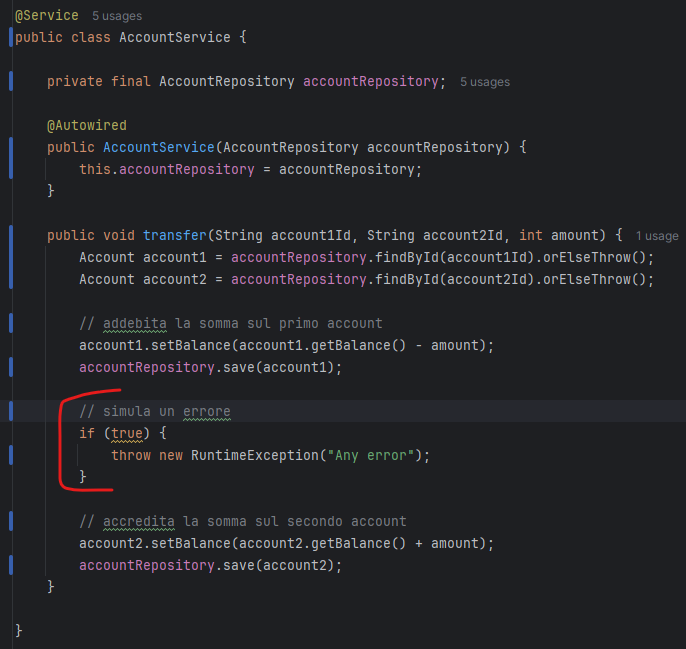 @Service 5 usages
public class AccountService {
private final AccountRepository accountRepository; 5 usages
@Autowired
public AccountService(AccountRepository accountRepository) {
this.accountRepository = accountRepository;
}
public void transfer(String account1Id, String account2Id, int amount) { 1 usage
Account account1 = accountRepository.findById(account1Id).orElseThrow();
Account account2 = accountRepository.findById(account2Id).orElseThrow();
// addebita la somma sul primo account
account1.setBalance(account1.getBalance() - amount);
accountRepository.save(account1);
// simula un errore
if (true) {
throw new RuntimeException("Any error");
}
// accredita la somma sul secondo account
account2.setBalance(account2.getBalance() + amount);
accountRepository.save(account2);
}
}